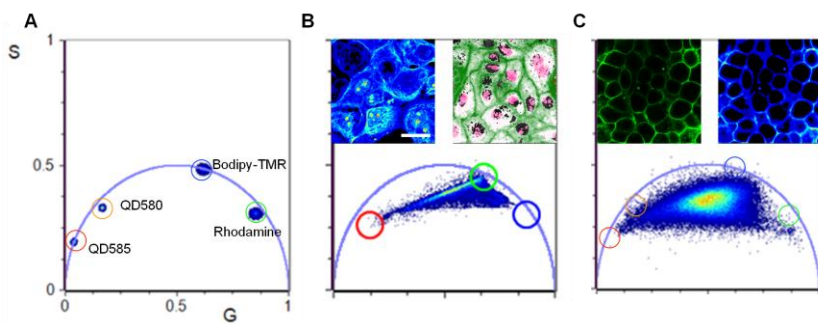 A
B
C
S
1
0.5
0
Bodipy-TMR
QD580
QD585
Rhodamine
0
0.5
1
G